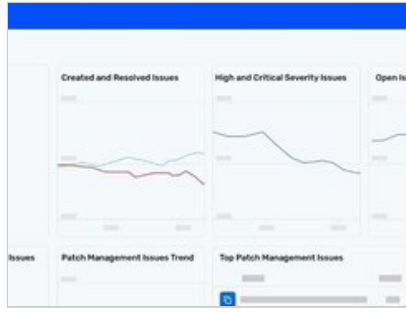 Created and Resolved Issues
High and Critical Severity Issues
Open Is
Issues
Patch Management Issues Trend
Top Patch Management Issues